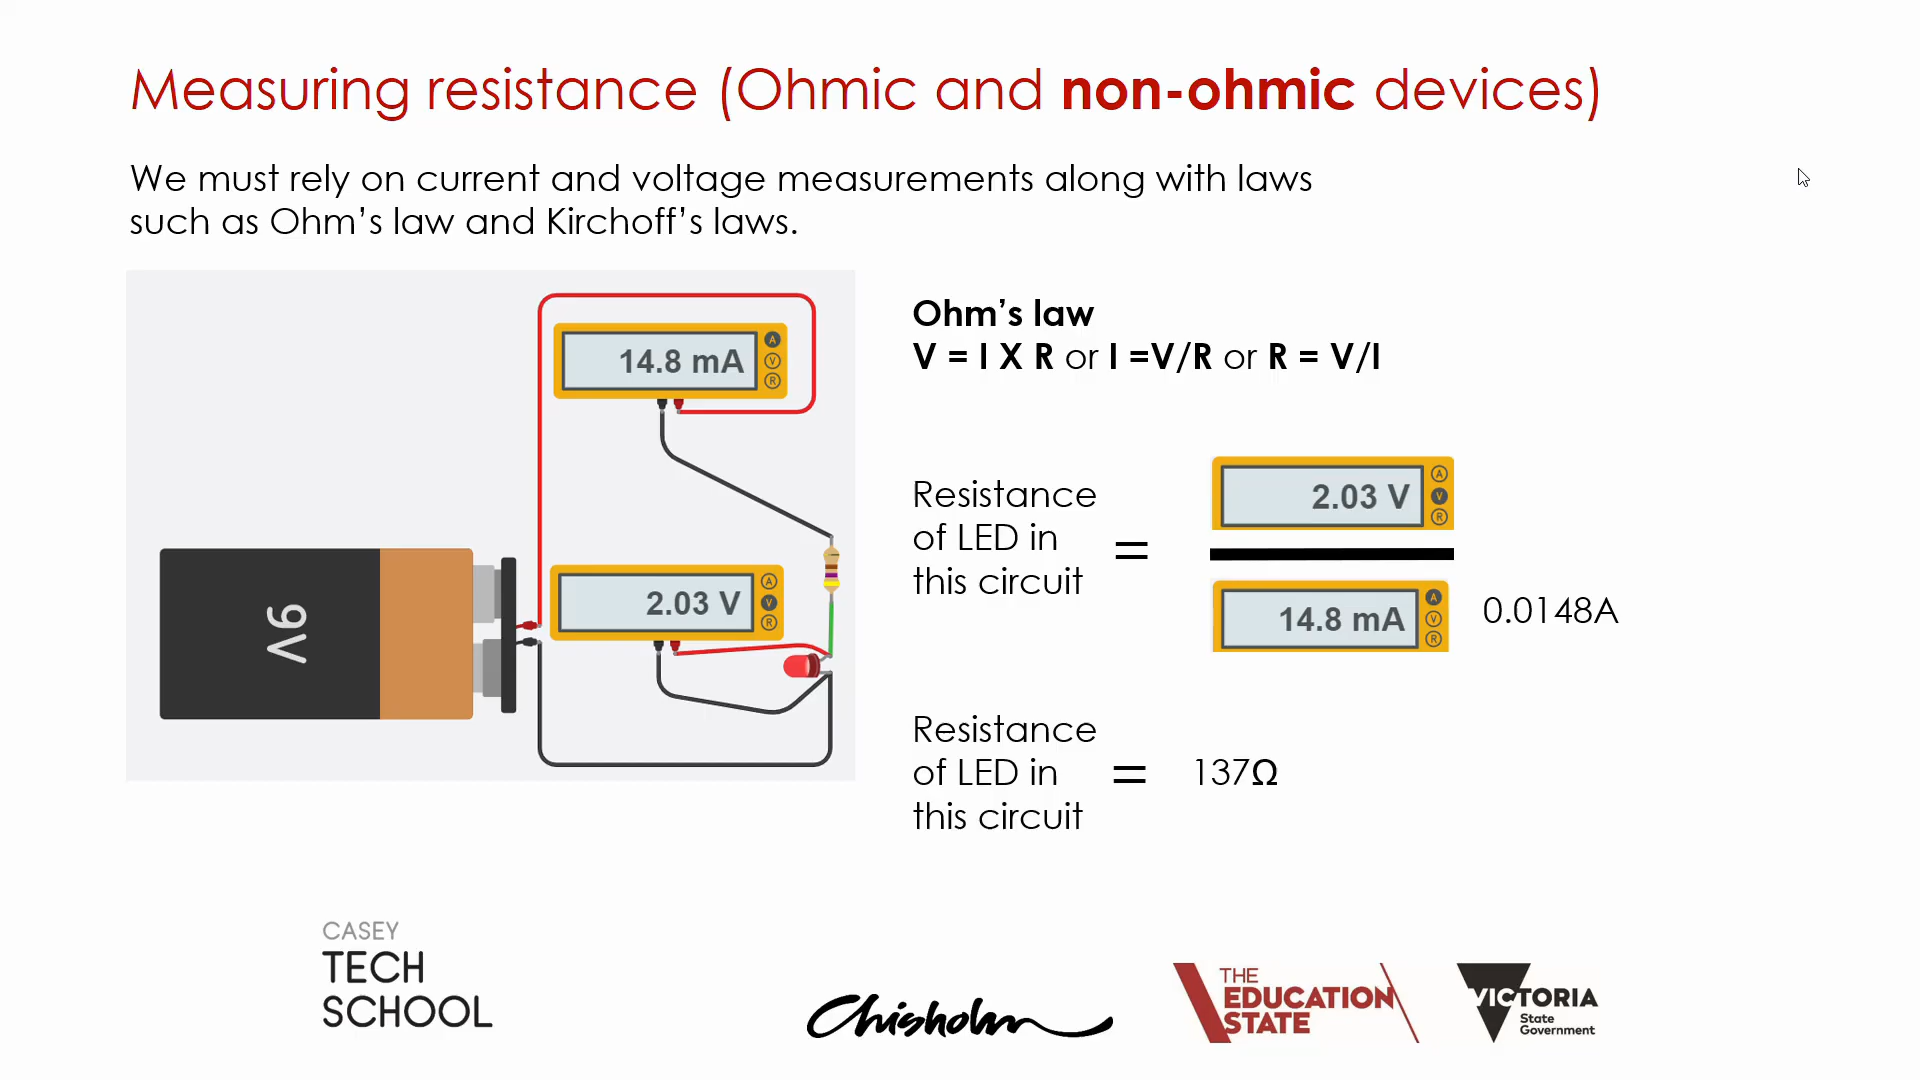 Measuring resistance (Ohmic and non-ohmic devices)
We must rely on current and voltage measurements along with laws
such as Ohm's law and Kirchoff's laws.
14.8 mA
A
V
R
2.03 V
A
V
R
9V
Ohm's law
V = I X R or I =V/R or R = V/I
Resistance
of LED in
this circuit
=
2.03 V
A
V
R
14.8 mA
A
V
R
0.0148A
Resistance
of LED in
this circuit
=
137Ω
CASEY
TECH
SCHOOL
Chisholm
THE
EDUCATION
STATE
VICTORIA
State
Government